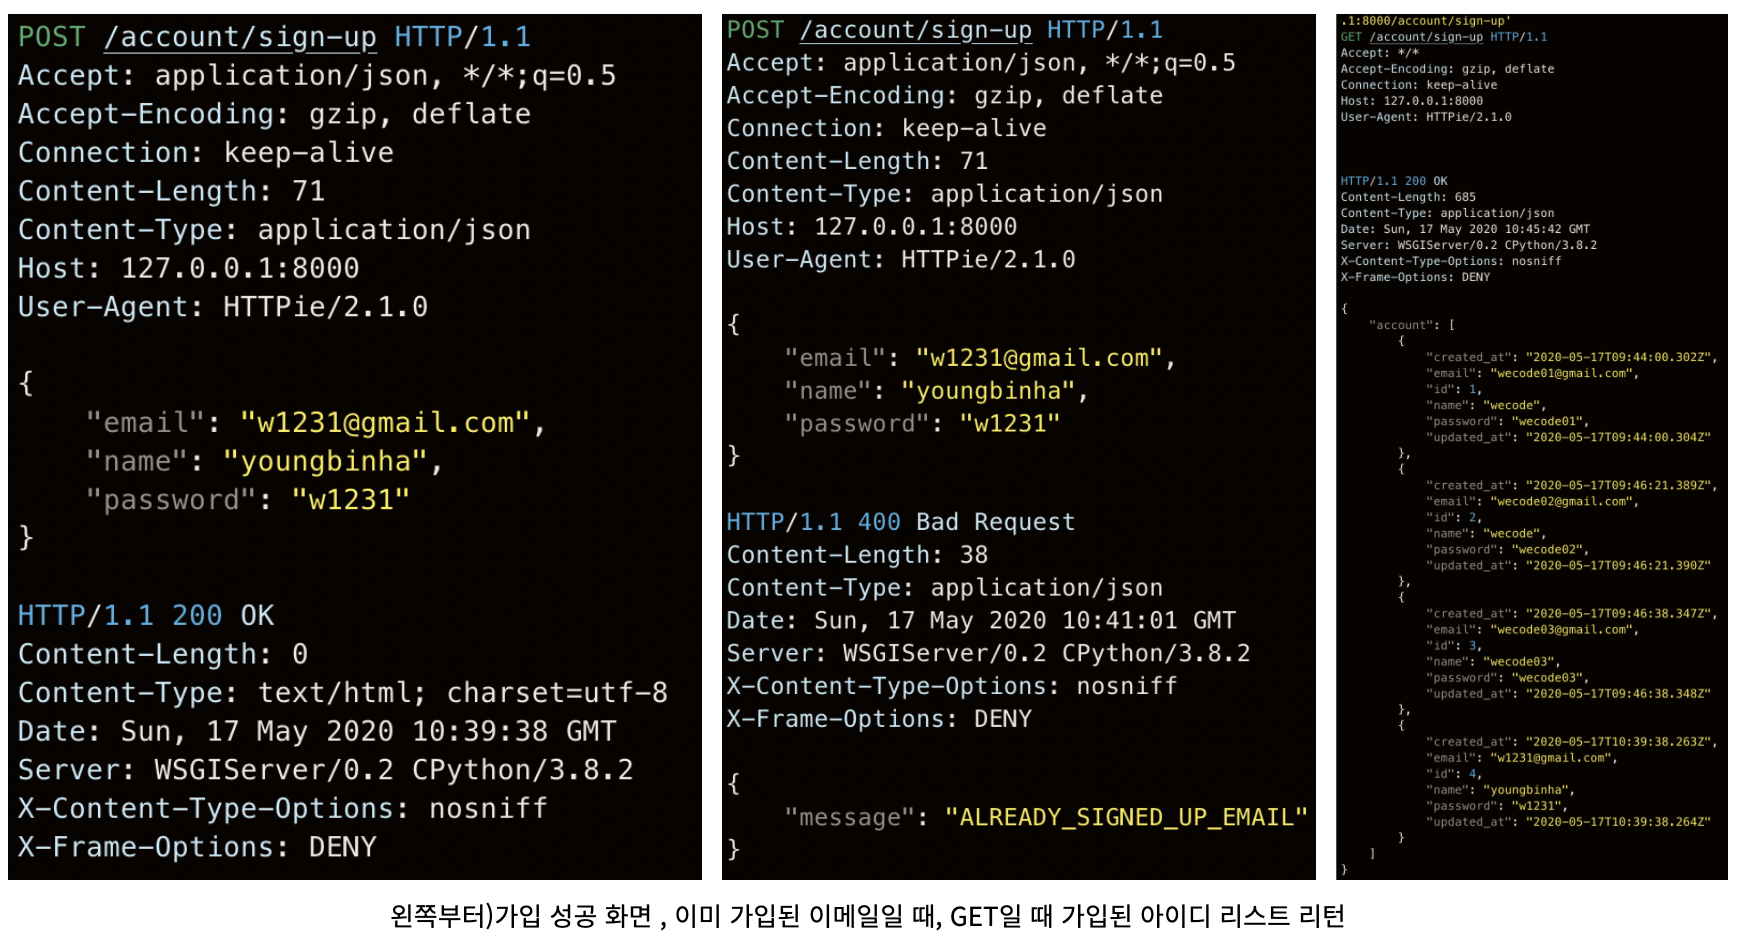 POST /account/sign-up HTTP/1.1
Accept: application/json, */*;q=0.5
Accept-Encoding: gzip, deflate
Connection: keep-alive
Content-Length: 71
Content-Type: application/json
Host: 127.0.0.1:8000
User-Agent: HTTPie/2.1.0
{
"email": "w1231@gmail.com",
"name": "youngbinha",
"password": "w1231"
}
HTTP/1.1 200 OK
Content-Length: 0
Content-Type: text/html; charset=utf-8
Date: Sun, 17 May 2020 10:39:38 GMT
Server: WSGIServer/0.2 CPython/3.8.2
X-Content-Type-Options: nosniff
X-Frame-Options: DENY
POST /account/sign-up HTTP/1.1
Accept: application/json, */*;q=0.5
Accept-Encoding: gzip, deflate
Connection: keep-alive
Content-Length: 71
Content-Type: application/json
Host: 127.0.0.1:8000
User-Agent: HTTPie/2.1.0
{
"email": "w1231@gmail.com",
"name": "youngbinha",
"password": "w1231"
}
HTTP/1.1 400 Bad Request
Content-Length: 38
Content-Type: application/json
Date: Sun, 17 May 2020 10:41:01 GMT
Server: WSGIServer/0.2 CPython/3.8.2
X-Content-Type-Options: nosniff
X-Frame-Options: DENY
{
"message": "ALREADY_SIGNED_UP_EMAIL"
}
.1:8000/account/sign-up'
GET /account/sign-up HTTP/1.1
Accept: */*
Accept-Encoding: gzip, deflate
Connection: keep-alive
Host: 127.0.0.1:8000
User-Agent: HTTPie/2.1.0
HTTP/1.1 200 OK
Content-Length: 685
Content-Type: application/json
Date: Sun, 17 May 2020 10:45:42 GMT
Server: WSGIServer/0.2 CPython/3.8.2
X-Content-Type-Options: nosniff
X-Frame-Options: DENY
{
"account": [
{
"created_at": "2020-05-17T09:44:00.302Z",
"email": "wecode01@gmail.com",
"id": 1,
"name": "wecode",
"password": "wecode01",
"updated_at": "2020-05-17T09:44:00.304Z"
},
{
"created_at": "2020-05-17T09:46:21.389Z",
"email": "wecode02@gmail.com",
"id": 2,
"name": "wecode",
"password": "wecode02",
"updated_at": "2020-05-17T09:46:21.390Z"
},
{
"created_at": "2020-05-17T09:46:38.347Z",
"email": "wecode03@gmail.com",
"id": 3,
"name": "wecode03",
"password": "wecode03",
"updated_at": "2020-05-17T09:46:38.348Z"
},
{
"created_at": "2020-05-17T10:39:38.263Z",
"email": "w1231@gmail.com",
"id": 4,
"name": "youngbinha",
"password": "w1231",
"updated_at": "2020-05-17T10:39:38.264Z"
}
]
}
왼쪽부터)가입 성공 화면 , 이미 가입된 이메일일 때, GET일 때 가입된 아이디 리스트 리턴